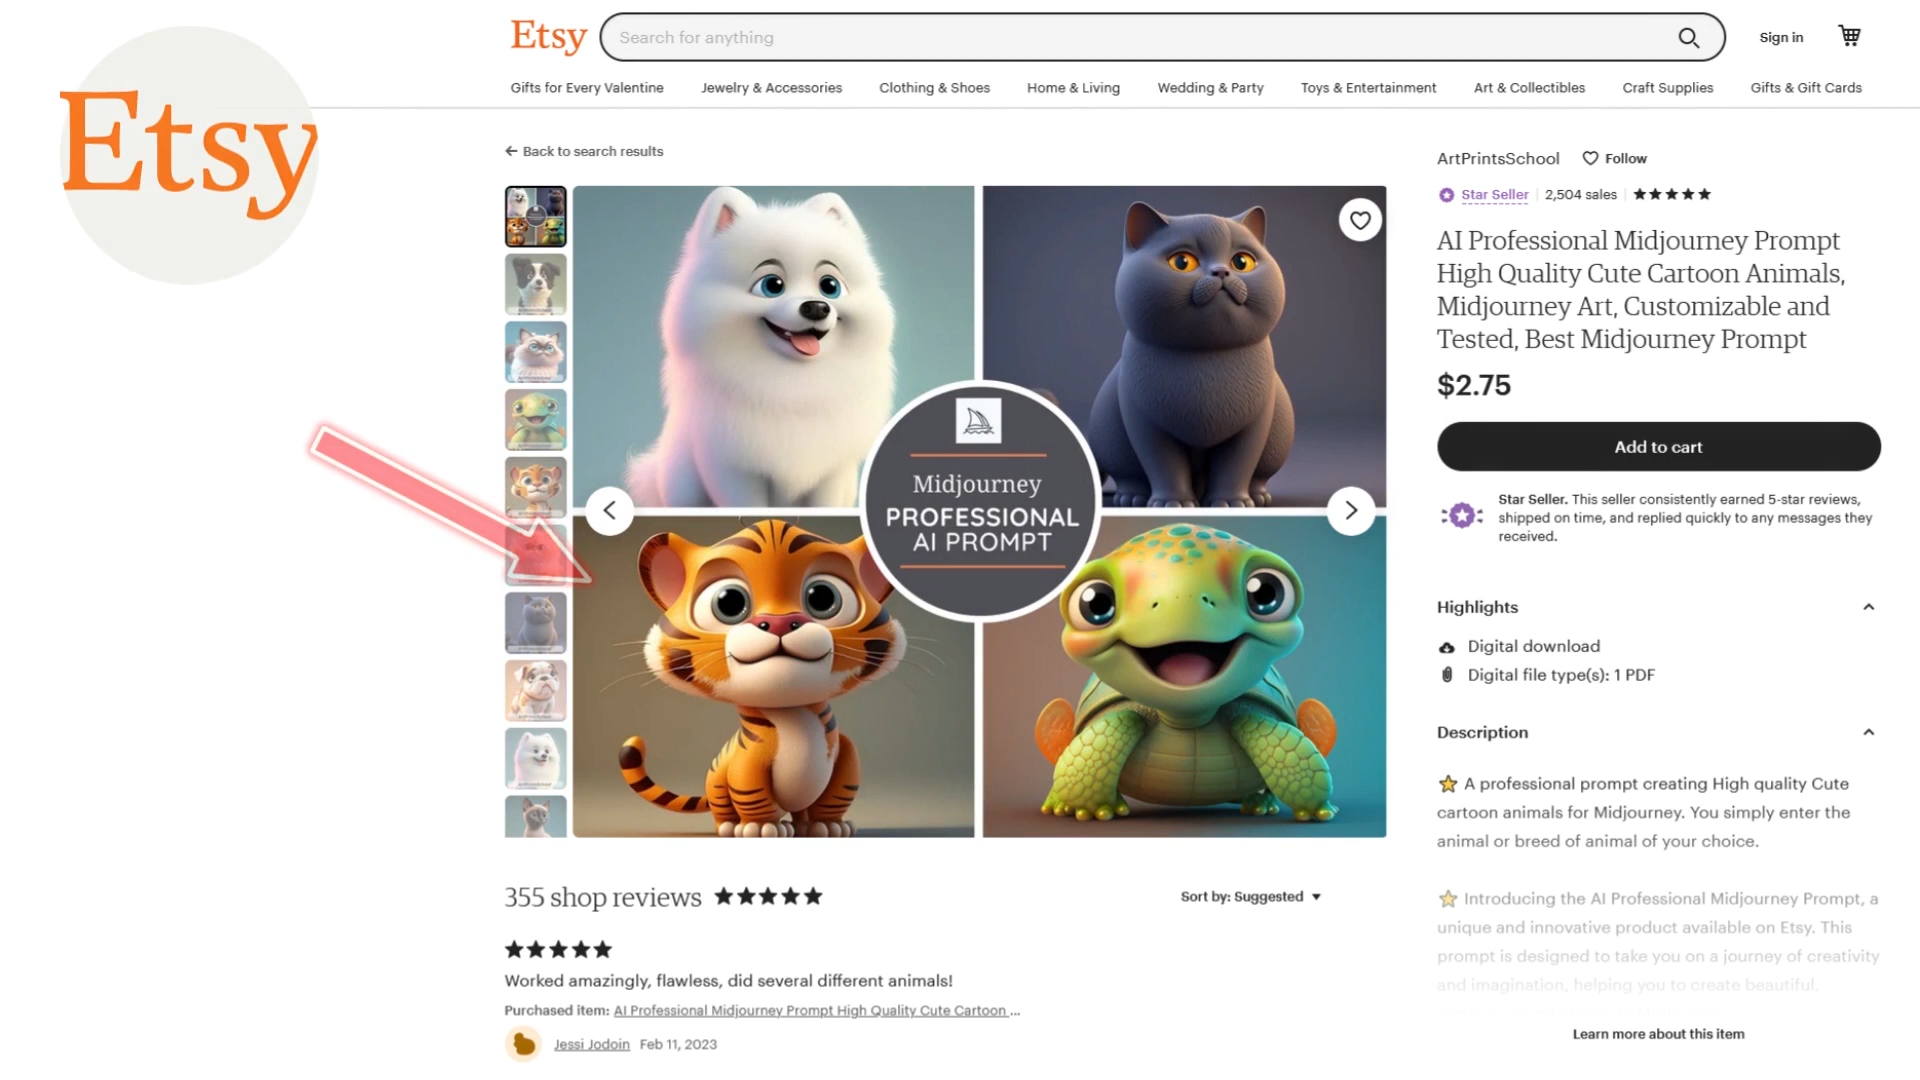 Etsy
Etsy
Search for anything
Sign in
Gifts for Every Valentine
Jewelry & Accessories
Clothing & Shoes
Home & Living
Wedding & Party
Toys & Entertainment
Art & Collectibles
Craft Supplies
Gifts & Gift Cards
Back to search results
Midjourney
PROFESSIONAL
AI PROMPT
ArtPrintsSchool
Follow
Star Seller
2,504 sales
AI Professional Midjourney Prompt
High Quality Cute Cartoon Animals,
Midjourney Art, Customizable and
Tested, Best Midjourney Prompt
$2.75
Add to cart
Star Seller. This seller consistently earned 5-star reviews,
shipped on time, and replied quickly to any messages they
received.
Highlights
Digital download
Digital file type(s): 1 PDF
Description
A professional prompt creating High quality Cute
cartoon animals for Midjourney. You simply enter the
animal or breed of animal of your choice.
Introducing the AI Professional Midjourney Prompt, a
unique and innovative product available on Etsy. This
prompt is designed to take you on a journey of creativity
and imagination, helping you to create beautiful,
Learn more about this item
355 shop reviews
Sort by: Suggested
Worked amazingly, flawless, did several different animals!
Purchased item: AI Professional Midjourney Prompt High Quality Cute Cartoon ...
Jessi Jodoin Feb 11, 2023